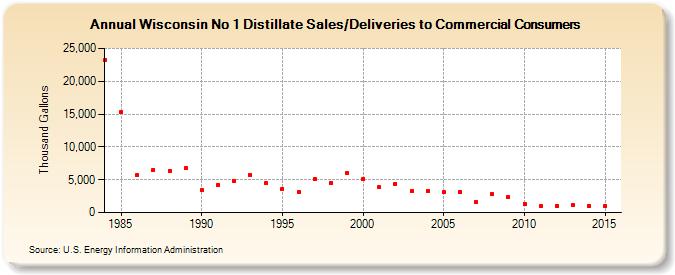 Annual Wisconsin No 1 Distillate Sales/Deliveries to Commercial Consumers
Thousand Gallons
25,000
20,000
15,000
10,000
5,000
0
1985 1990 1995 2000 2005 2010 2015
Source: U.S. Energy Information Administration